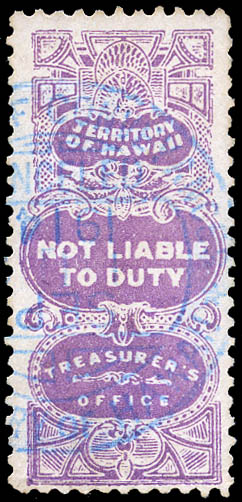 TERRITORY
OF HAWAII
NOT LIABLE
TO DUTY
TREASURER'S
OFFICE